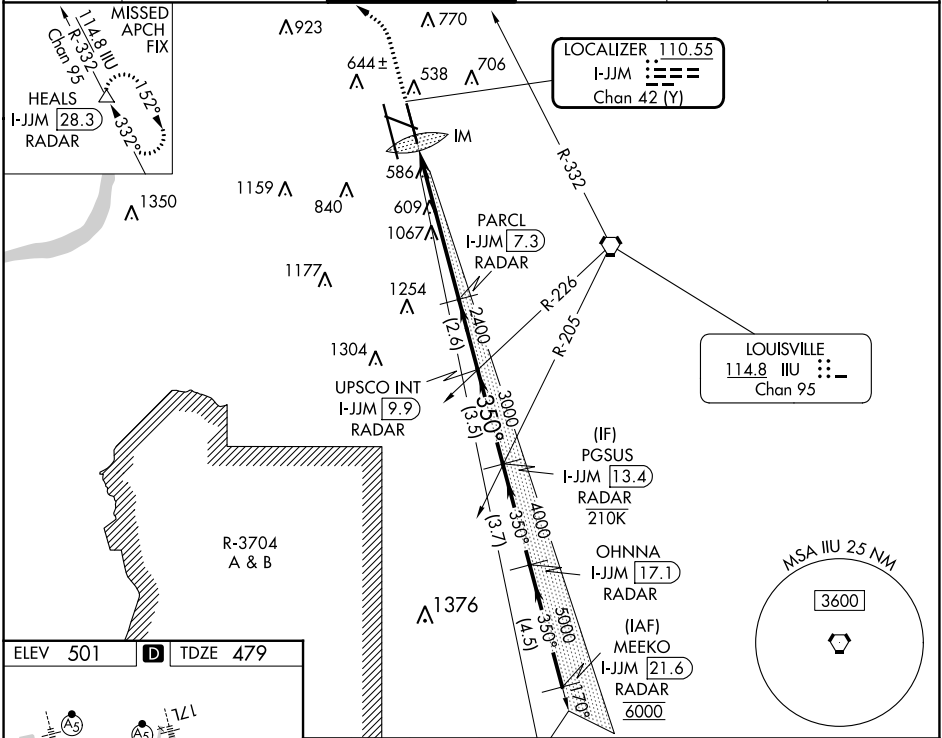 MISSED
APCH
FIX
114.8 IIU
R-332
Chan 95
HEALS
I-JJM 28.3
RADAR
152°
332°
923
770
644±
538
706
LOCALIZER 110.55
I-JJM
Chan 42 (Y)
IM
R-332
586
1159
840
609
1067
1350
PARCL
I-JJM 7.3
RADAR
R-226
R-205
1177
1254
2400
(2.6)
1304
LOUISVILLE
114.8 IIU
Chan 95
UPSCO INT
I-JJM 9.9
RADAR
350°
3000
(3.5)
(IF)
PGSUS
I-JJM 13.4
RADAR
210K
350°
4000
(3.7)
R-3704
A & B
OHNNA
I-JJM 17.1
RADAR
MSA IIU 25 NM
3600
1376
350°
5000
(4.5)
(IAF)
MEEKO
I-JJM 21.6
RADAR
6000
170°
ELEV 501 D TDZE 479
A5
A5
17L